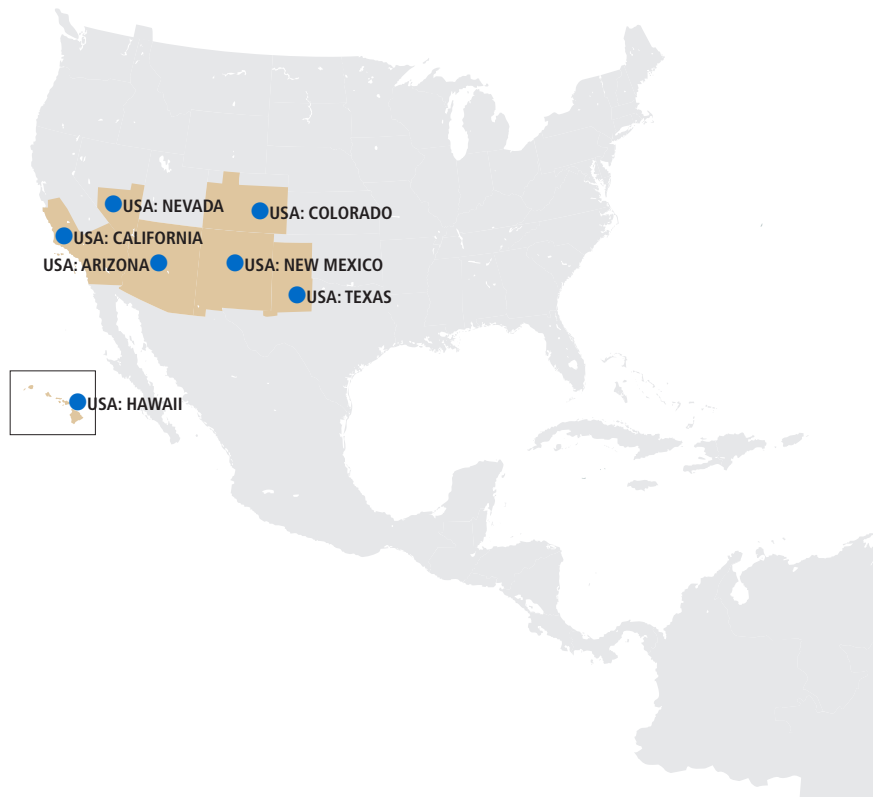 USA: NEVADA
USA: COLORADO
USA: CALIFORNIA
USA: ARIZONA
USA: NEW MEXICO
USA: TEXAS
USA: HAWAII